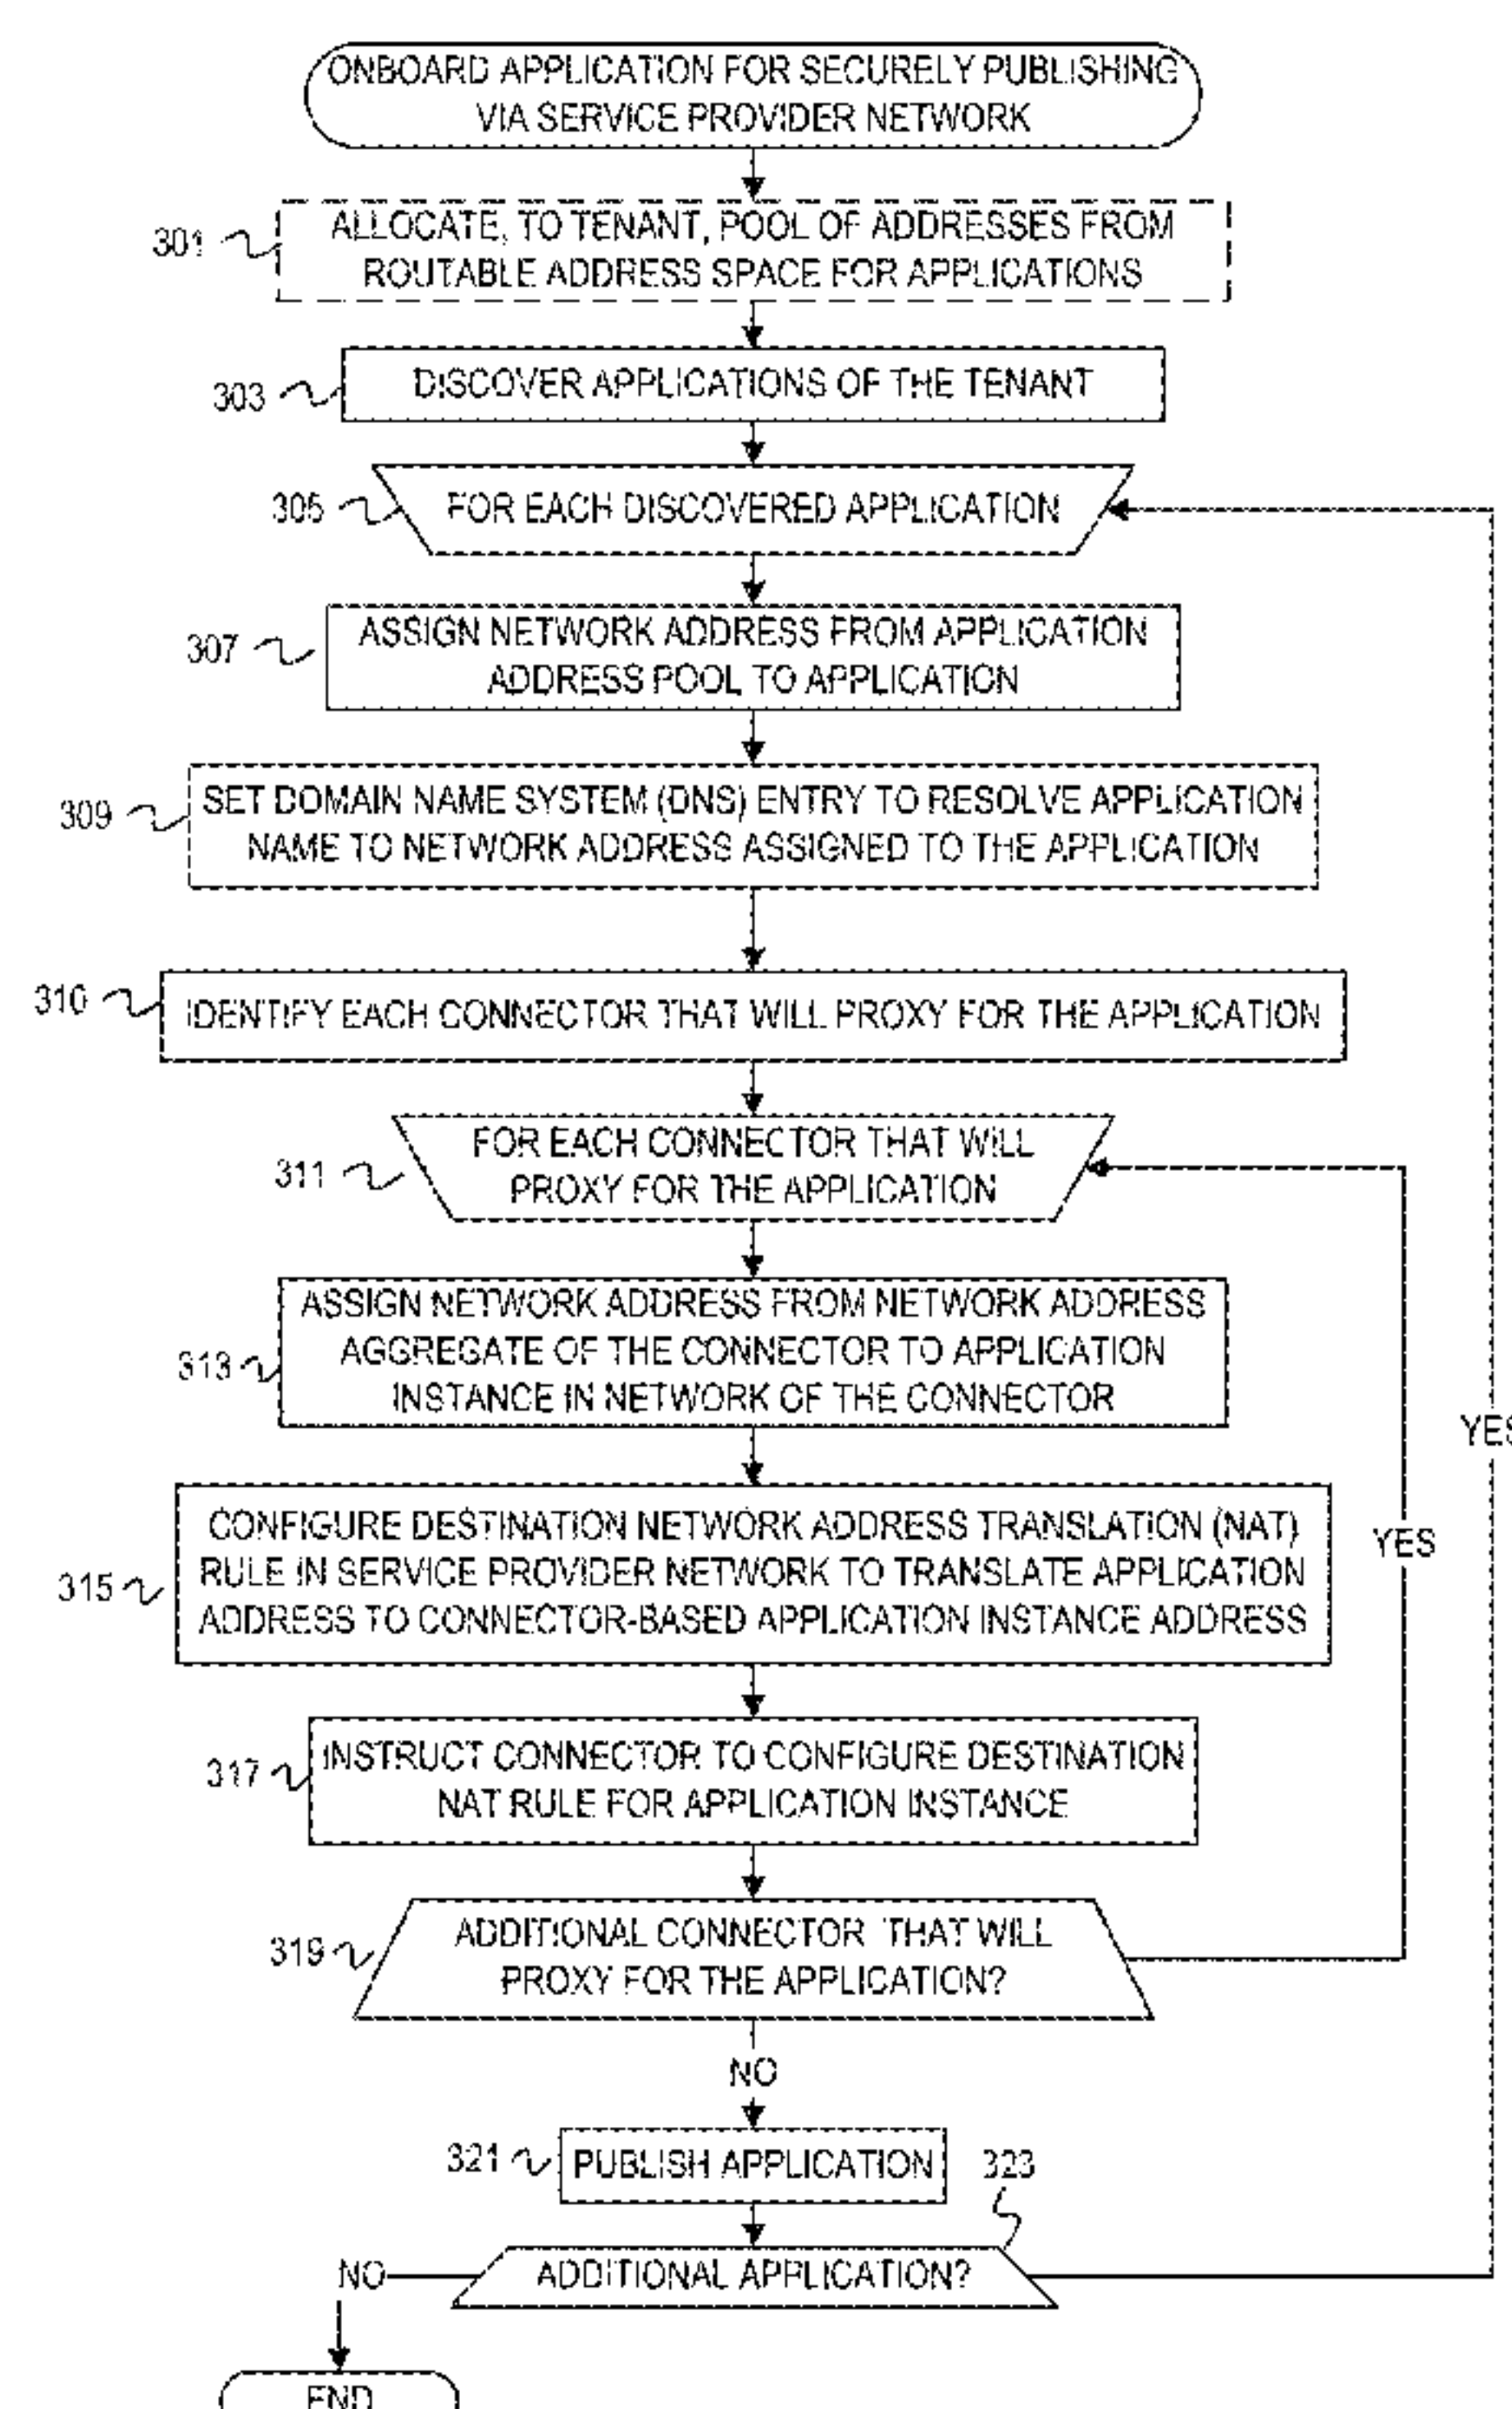 ONBOARD APPLICATION FOR SECURELY PUBLISHING
VIA SERVICE PROVIDER NETWORK
301
ALLOCATE, TO TENANT, POOL OF ADDRESSES FROM
ROUTABLE ADDRESS SPACE FOR APPLICATIONS
303
DISCOVER APPLICATIONS OF THE TENANT
305
FOR EACH DISCOVERED APPLICATION
307
ASSIGN NETWORK ADDRESS FROM APPLICATION
ADDRESS POOL TO APPLICATION
309
SET DOMAIN NAME SYSTEM (DNS) ENTRY TO RESOLVE APPLICATION
NAME TO NETWORK ADDRESS ASSIGNED TO THE APPLICATION
310
IDENTIFY EACH CONNECTOR THAT WILL PROXY FOR THE APPLICATION
311
FOR EACH CONNECTOR THAT WILL
PROXY FOR THE APPLICATION
313
ASSIGN NETWORK ADDRESS FROM NETWORK ADDRESS
AGGREGATE OF THE CONNECTOR TO APPLICATION
INSTANCE IN NETWORK OF THE CONNECTOR
YES
315
CONFIGURE DESTINATION NETWORK ADDRESS TRANSLATION (NAT)
RULE IN SERVICE PROVIDER NETWORK TO TRANSLATE APPLICATION
ADDRESS TO CONNECTOR-BASED APPLICATION INSTANCE ADDRESS
YES
317
INSTRUCT CONNECTOR TO CONFIGURE DESTINATION
NAT RULE FOR APPLICATION INSTANCE
319
ADDITIONAL CONNECTOR THAT WILL
PROXY FOR THE APPLICATION?
NO
321
PUBLISH APPLICATION
323
ADDITIONAL APPLICATION?
NO
END